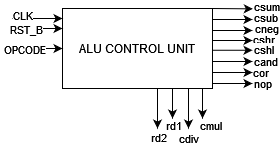 CLK
RST_B
OPCODE
ALU CONTROL UNIT
csum
csub
cneg
cshr
cshl
cand
cor
nop
rd2
rd1
cdiv
cmul